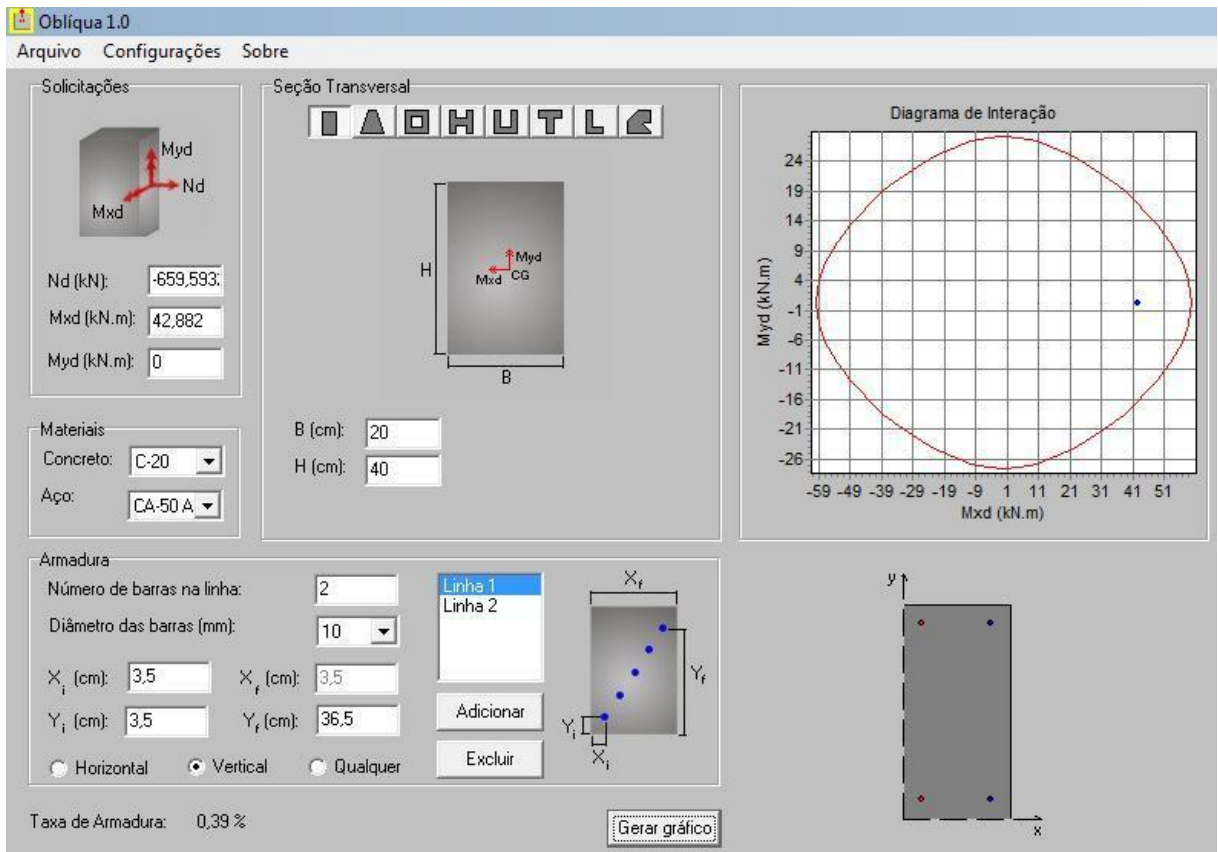 Oblíqua 1.0
Arquivo Configurações Sobre
Solicitações
Myd
Nd
Mxd
Nd (kN): -659,593
Mxd (kN.m): 42,882
Myd (kN.m): 0
Materiais
Concreto: C-20
Aço: CA-50 A
Seção Transversal
H
Myd
Mxd CG
B
B (cm): 20
H (cm): 40
Diagrama de Interação
24
19
14
9
4
-1
-6
-11
-16
-21
-26
Myd (kN.m)
-59 -49 -39 -29 -19 -9 1 11 21 31 41 51
Mxd (kN.m)
Armadura
Número de barras na linha: 2
Diâmetro das barras (mm): 10
Xi (cm): 3,5 Xf (cm): 3,5
Yi (cm): 3,5 Yf (cm): 36,5
Horizontal Vertical Qualquer
Linha 1
Linha 2
Adicionar
Excluir
Xf
Yf
Yi
Xi
Taxa de Armadura: 0,39 %
Gerar gráfico
y
x